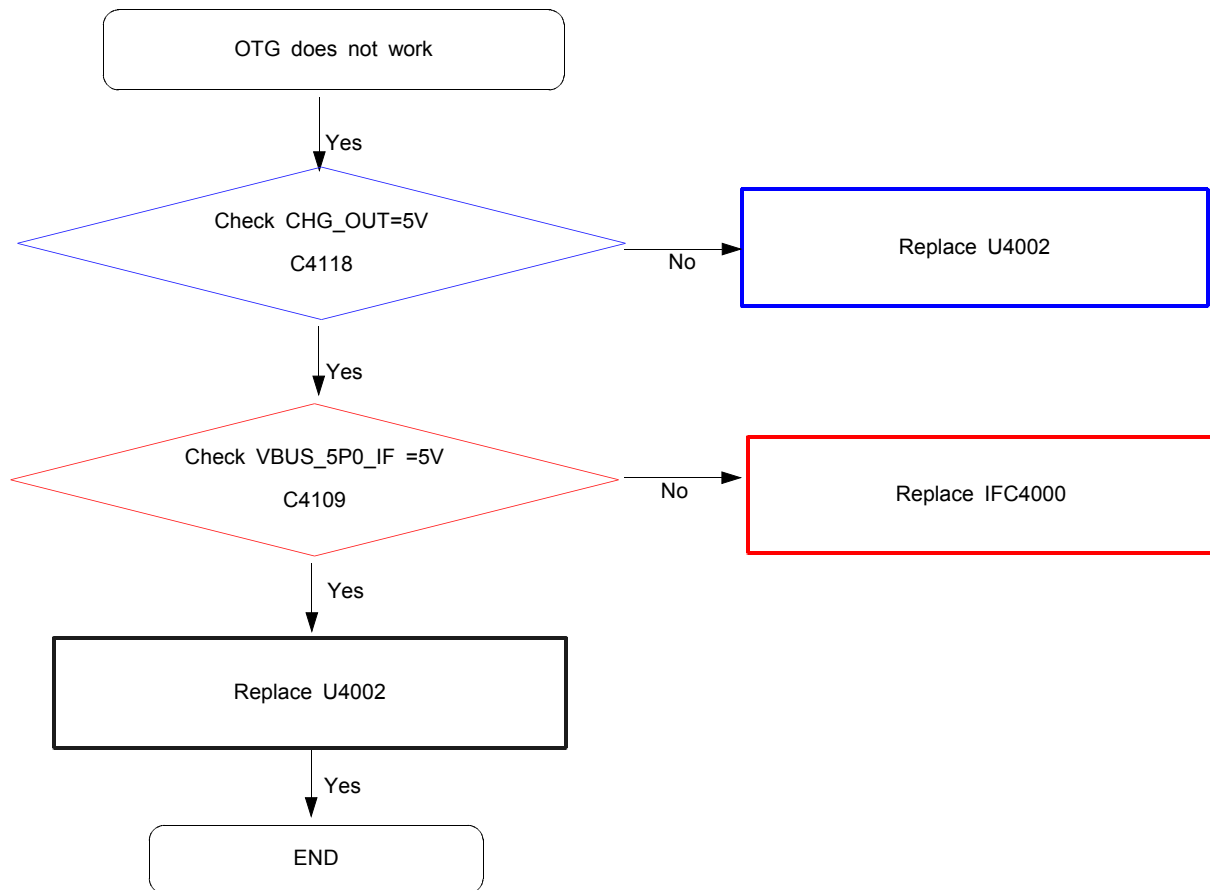 OTG does not work
Yes
Check CHG_OUT=5V
C4118
No
Replace U4002
Yes
Check VBUS_5P0_IF =5V
C4109
No
Replace IFC4000
Yes
Replace U4002
Yes
END